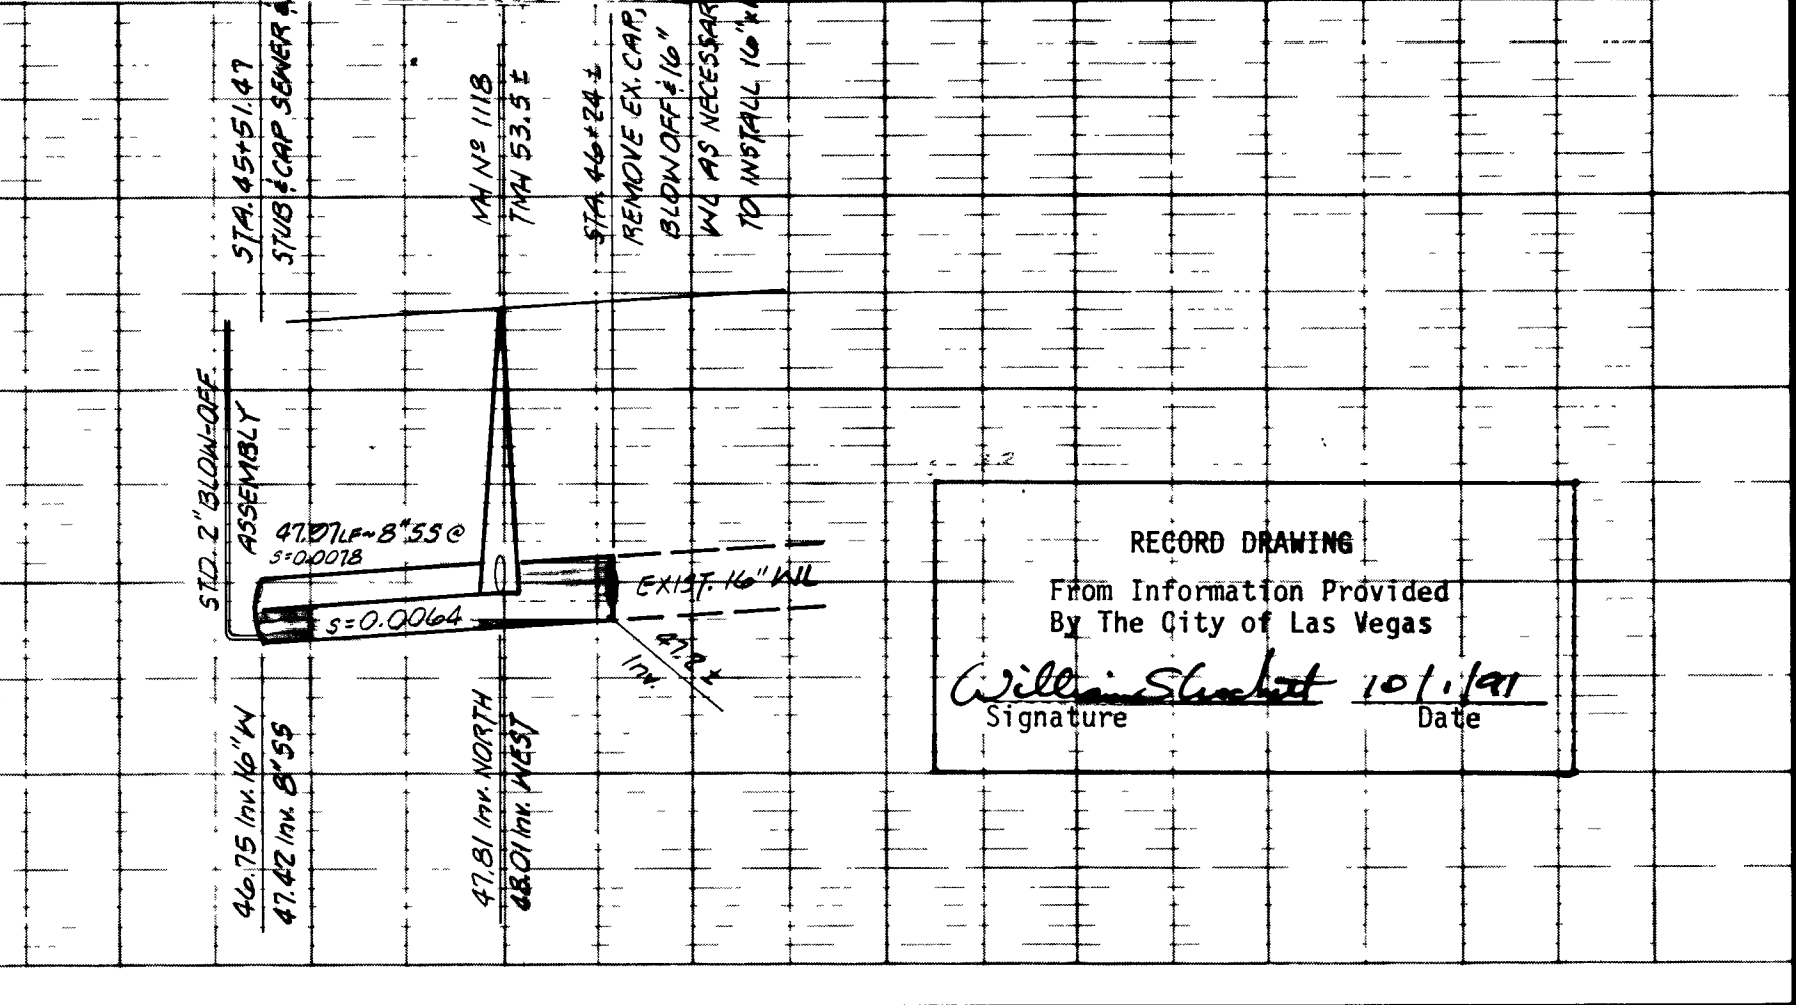 STA. 45+51.47
STUB & CAP SEWER
MH Nº 1118
TMH 53.5 ±
STA. 46+24 ±
REMOVE EX. CAP,
BLOWOFF & 16"
WL AS NECESSAR
TO INSTALL 16"
STD. 2" BLOW-OFF
ASSEMBLY
47.07 LF~8"SS @
S=0.0078
S=0.0064
EXIST. 16" WL
47.2 ±
Inv.
46.75 Inv. 16" W
47.42 Inv. 8" SS
47.81 Inv. NORTH
48.01 Inv. WEST
RECORD DRAWING
From Information Provided
By The City of Las Vegas
William S 10/1/91
Signature Date